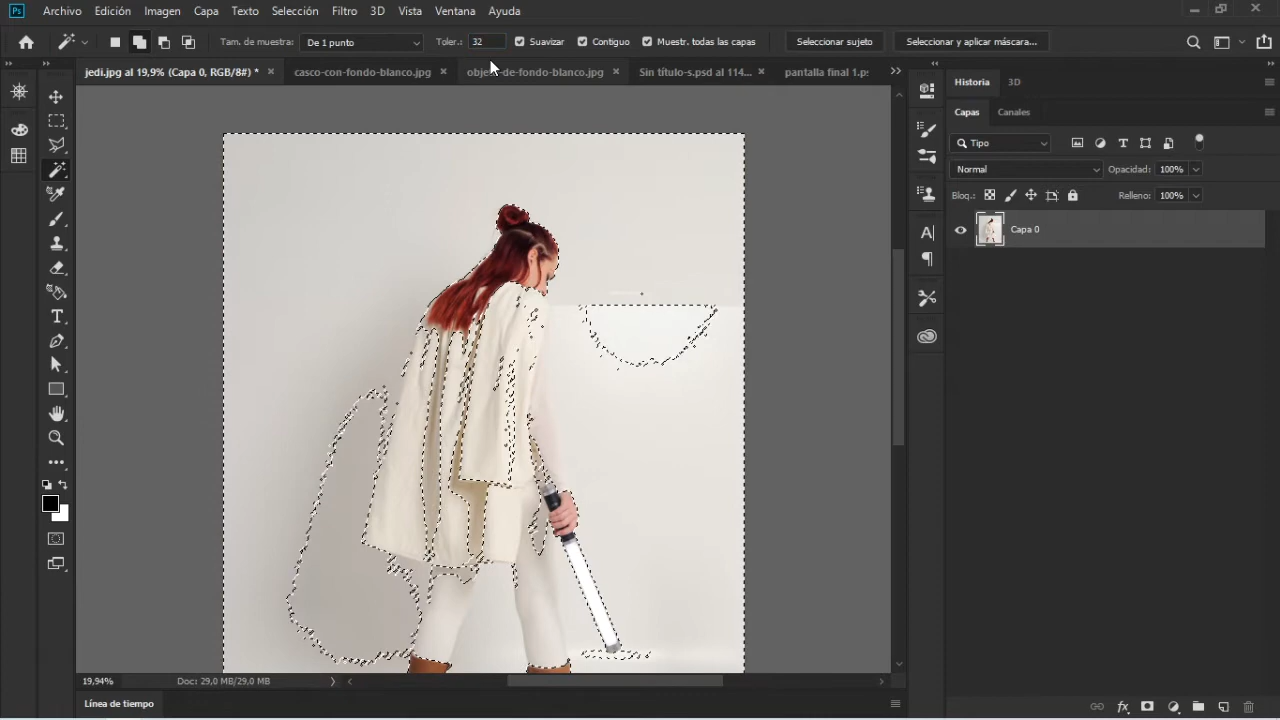 Ps Archivo Edición Imagen Capa Texto Selección Filtro 3D Vista Ventana Ayuda
Tam. de muestra: De 1 punto Toler.: 32 Suavizar Contiguo Muestr. todas las capas Seleccionar sujeto Seleccionar y aplicar máscara...
jedi.jpg al 19,9% (Capa 0, RGB/8#) * casco-con-fondo-blanco.jpg de-fondo-blanco.jpg Sin título-s.psd al 114... pantalla final 1.ps
Historia 3D
Capas Canales
Tipo
Normal Opacidad: 100%
Bloq.: Relleno: 100%
Capa 0
19,94% Doc: 29,0 MB/29,0 MB
Línea de tiempo